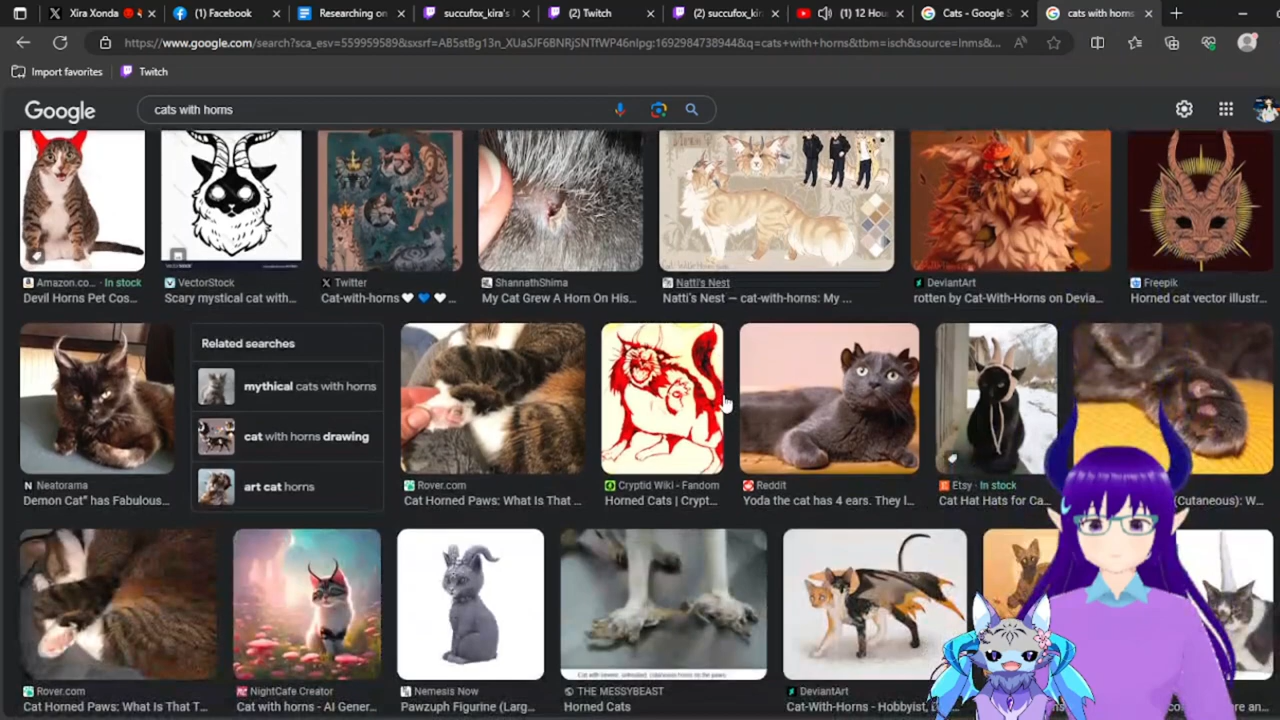 Xira Xonda
(1) Facebook
Researching on
succufox_kira's
(2) Twitch
(2) succufox_kira
(1) 12 Hou
Cats - Google S
cats with horns
https://www.google.com/search?sca_esv=559959589&sxsrf=AB5stBg13n_XUaSJF6BNRjSNTfWP46nlpg:1692984738944&q=cats+with+horns&tbm=isch&source=lnms&...
Import favorites
Twitch
Google
cats with horns
Amazon.co... · In stock
Devil Horns Pet Cos...
VectorStock
Scary mystical cat with...
Twitter
Cat-with-horns🤍💙🤍...
ShannathShima
My Cat Grew A Horn On His...
Natti's Nest
Natti's Nest — cat-with-horns: My ...
DeviantArt
rotten by Cat-With-Horns on Devia...
Freepik
Horned cat vector illustr...
Related searches
mythical cats with horns
cat with horns drawing
art cat horns
Neatorama
Demon Cat" has Fabulous...
Rover.com
Cat Horned Paws: What Is That ...
Cryptid Wiki - Fandom
Horned Cats | Crypt...
Reddit
Yoda the cat has 4 ears. They l...
Etsy · In stock
Cat Hat Hats for Ca...
(Cutaneous): W...
Rover.com
Cat Horned Paws: What Is That T...
NightCafe Creator
Cat with horns - AI Gener...
Nemesis Now
Pawzuph Figurine (Larg...
THE MESSYBEAST
Horned Cats
DeviantArt
Cat-With-Horns - Hobbyist,